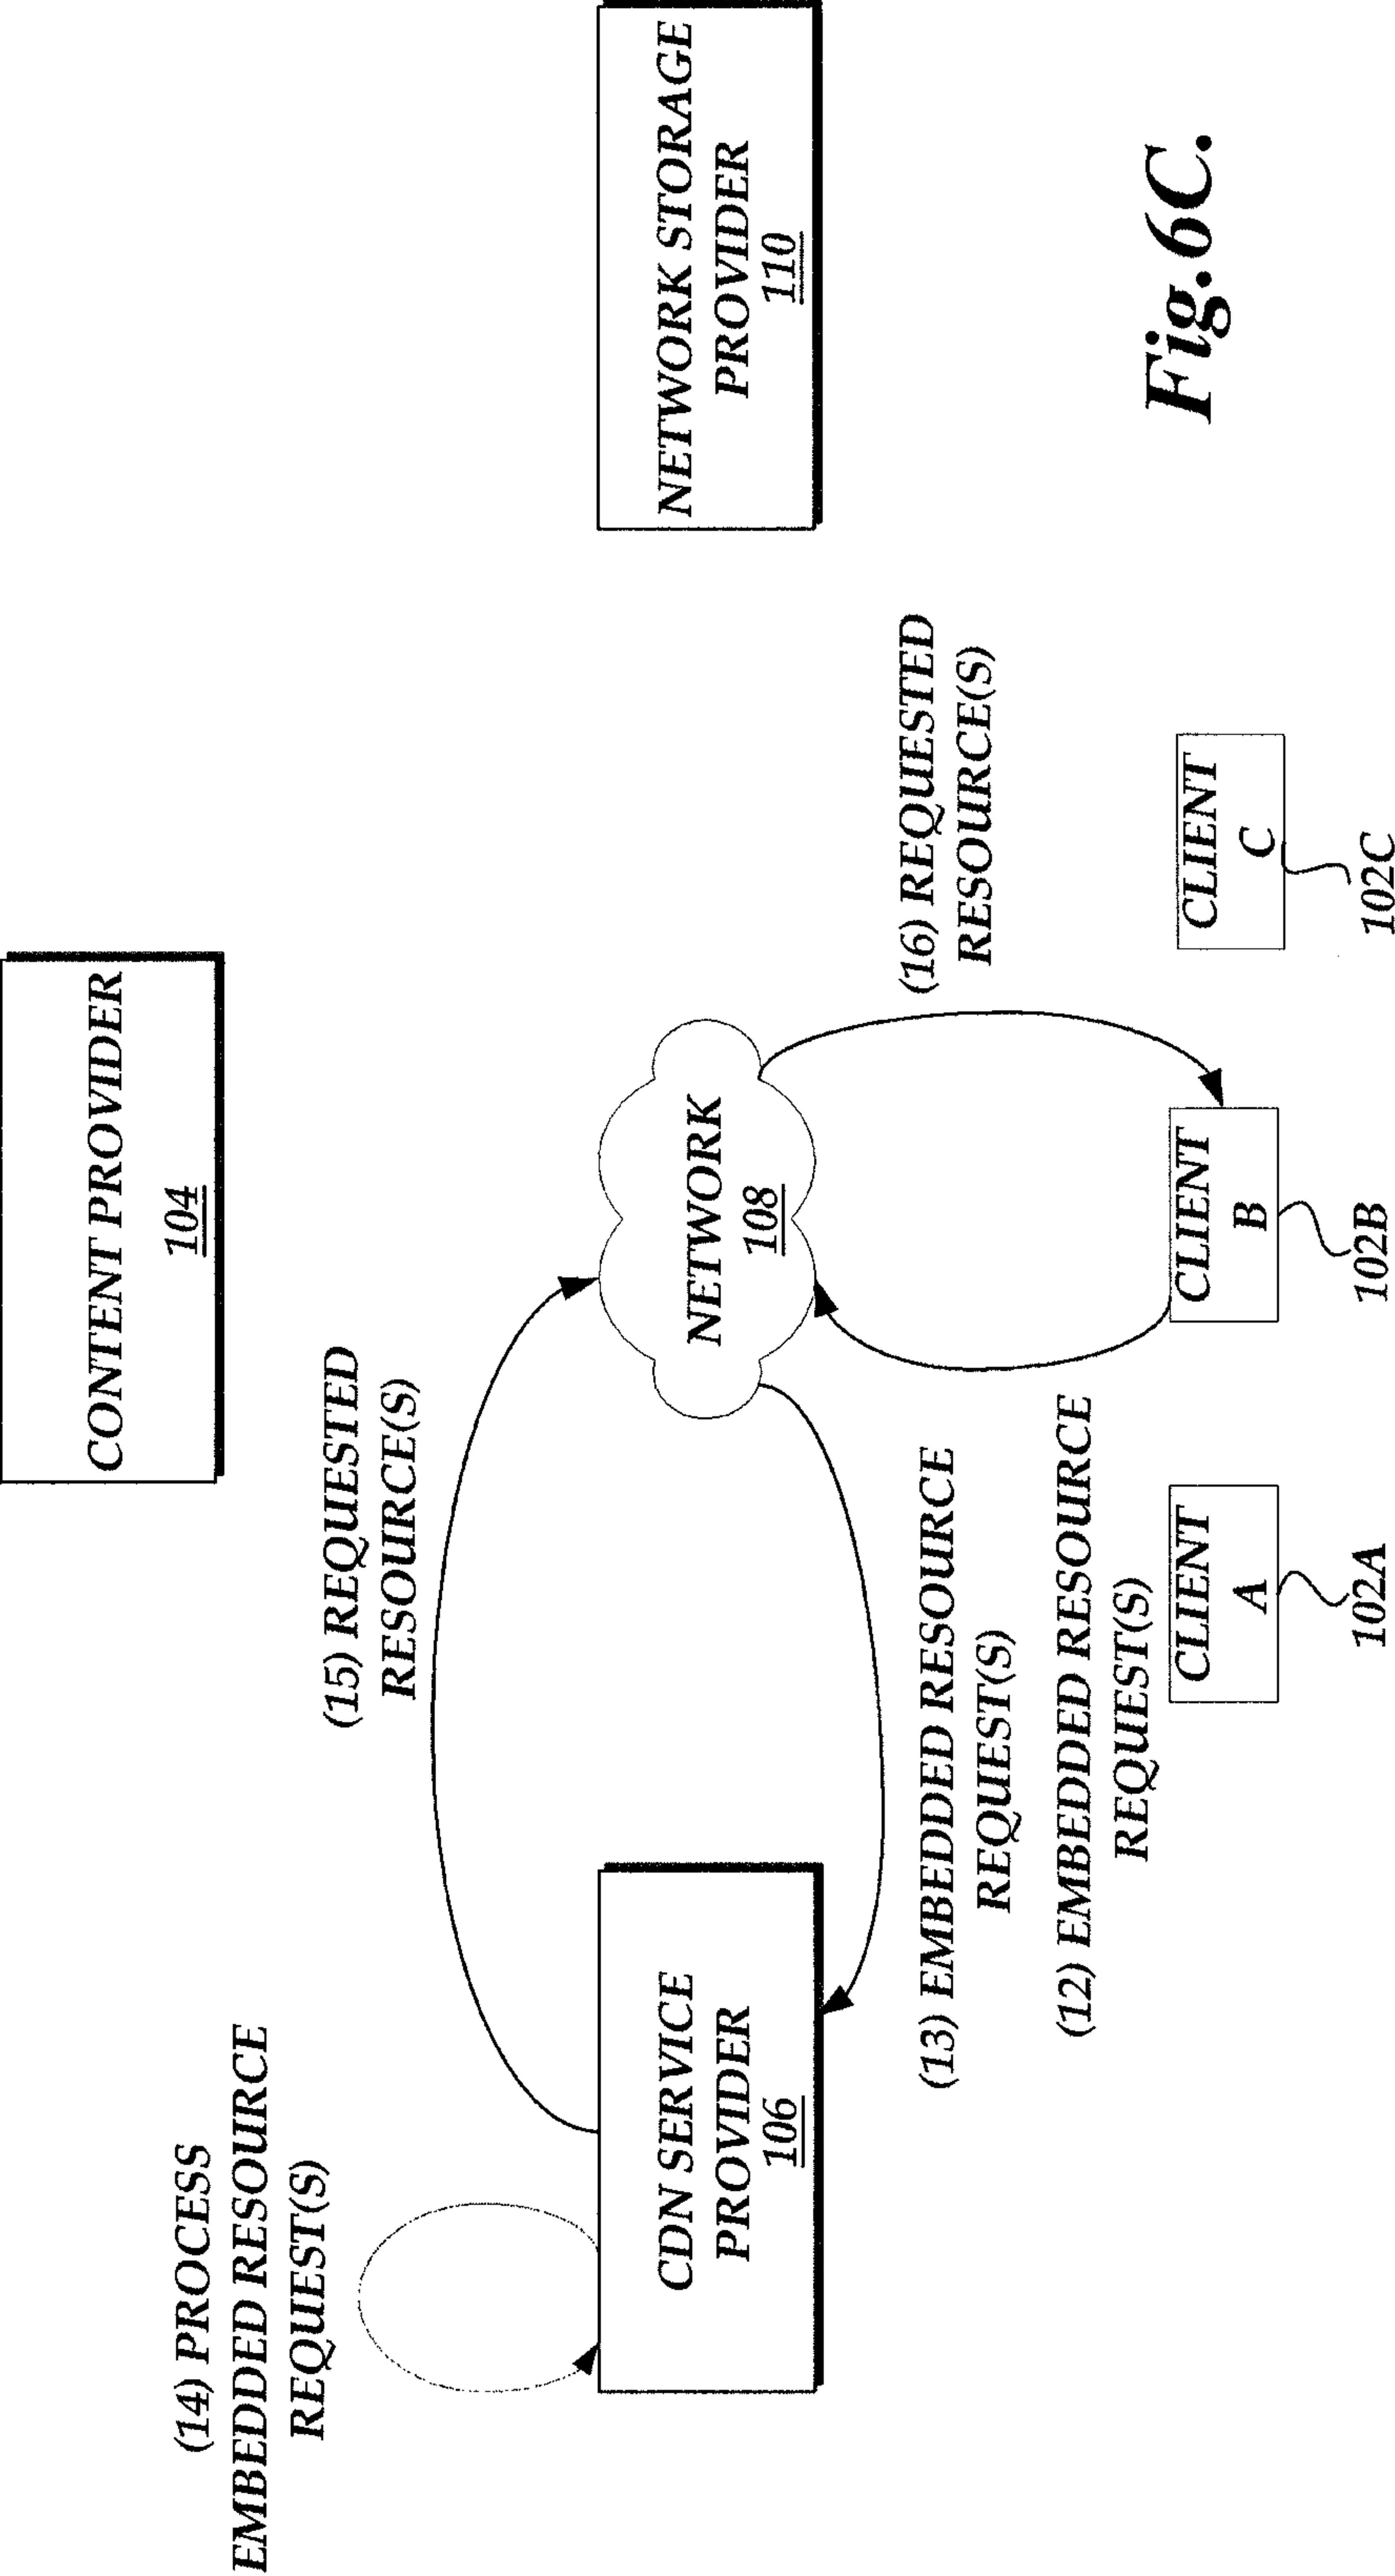 CONTENT PROVIDER
104
(14) PROCESS
EMBEDDED RESOURCE
REQUEST(S)
(15) REQUESTED
RESOURCE(S)
CDN SERVICE
PROVIDER
106
NETWORK
108
NETWORK STORAGE
PROVIDER
110
(13) EMBEDDED RESOURCE
REQUEST(S)
(16) REQUESTED
RESOURCE(S)
(12) EMBEDDED RESOURCE
REQUEST(S)
CLIENT
A
102A
CLIENT
B
102B
CLIENT
C
102C
Fig.6C.